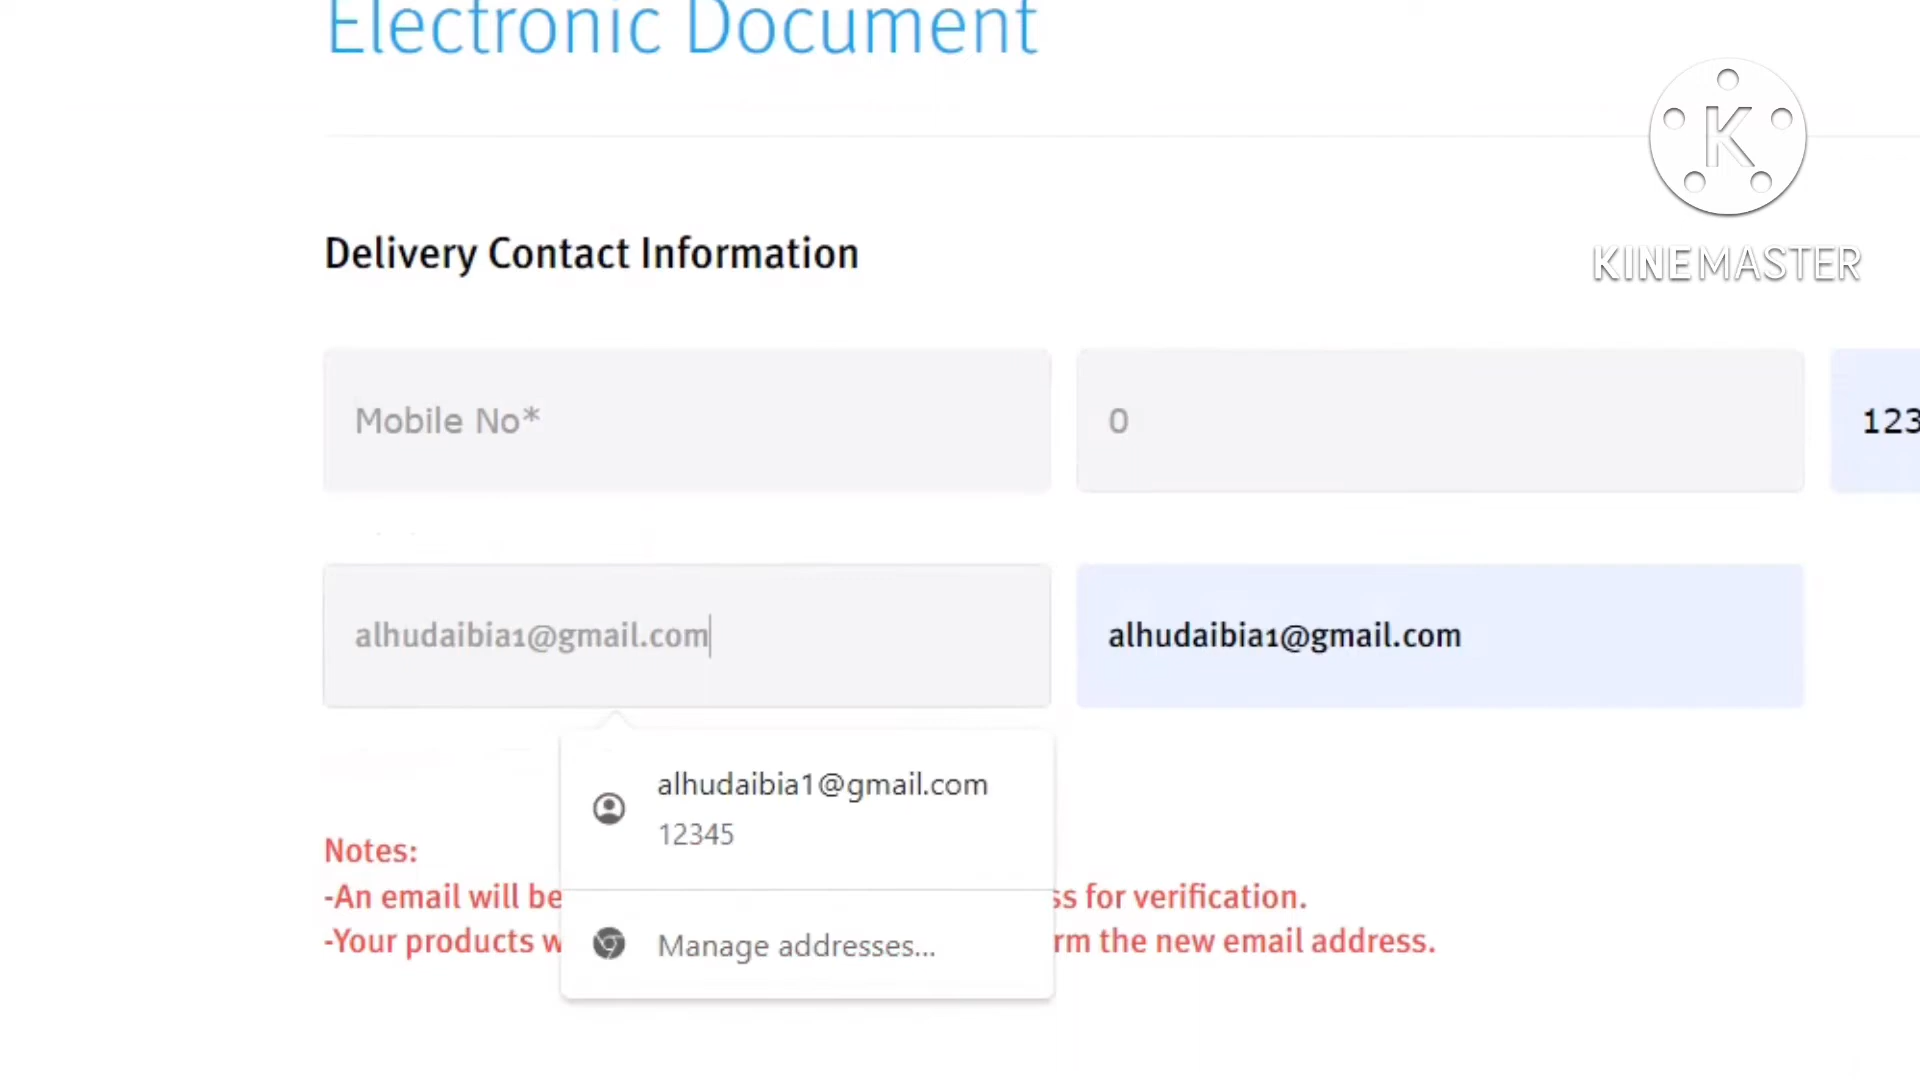 Electronic Document
K
KINEMASTER
Delivery Contact Information
Mobile No*
0
123
alhudaibia1@gmail.com
alhudaibia1@gmail.com
alhudaibia1@gmail.com
12345
Notes:
-An email will be ss for verification.
-Your products w rm the new email address.
Manage addresses...